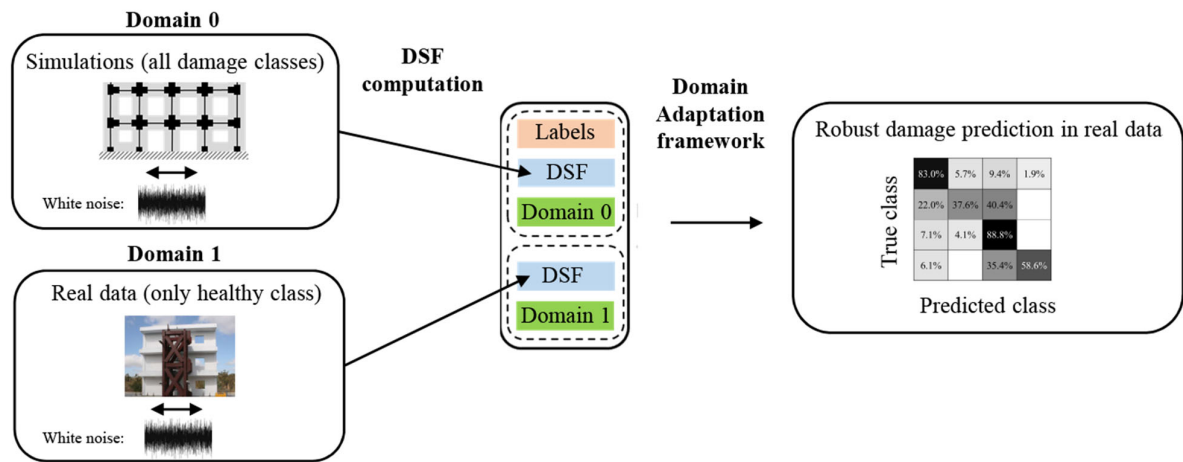 Domain 0
Simulations (all damage classes)
White noise:
Domain 1
Real data (only healthy class)
White noise:
DSF
computation
Labels
DSF
Domain 0
DSF
Domain 1
Domain
Adaptation
framework
Robust damage prediction in real data
True class
83.0% 5.7% 9.4% 1.9%
22.0% 37.6% 40.4%
7.1% 4.1% 88.8%
6.1% 35.4% 58.6%
Predicted class